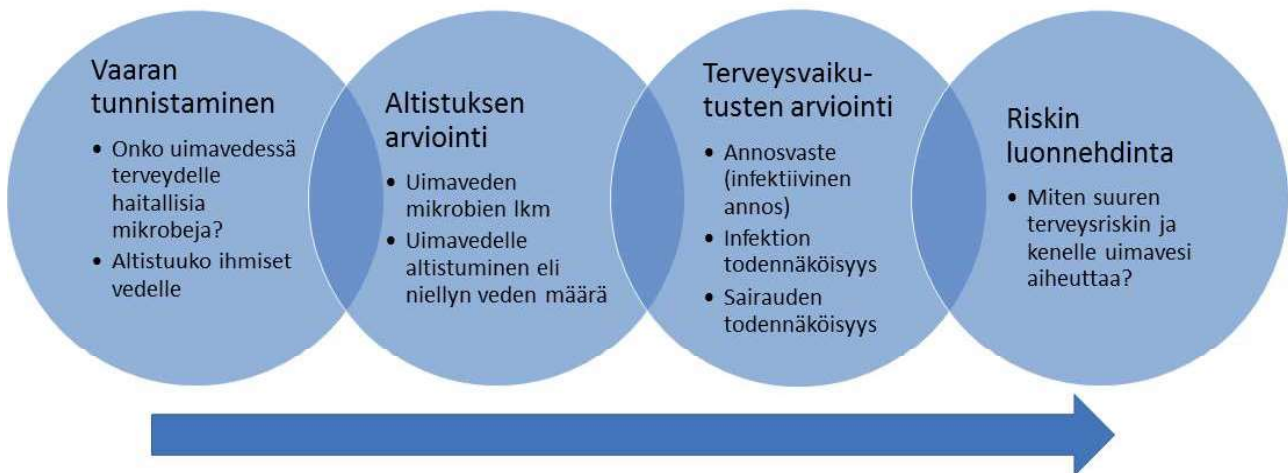 Vaaran
tunnistaminen
• Onko uimavedessä
terveydelle
haitallisia
mikrobeja?
• Altistuuko ihmiset
vedelle
Altistuksen
arviointi
• Uimaveden
mikrobien lkm
• Uimavedelle
altistuminen eli
niellyn veden määrä
Terveysvaiku-
tusten arviointi
• Annosvaste
(infektiivinen
annos)
• Infektion
todennäköisyys
• Sairauden
todennäköisyys
Riskin
luonnehdinta
• Miten suuren
terveysriskin ja
kenelle uimavesi
aiheuttaa?